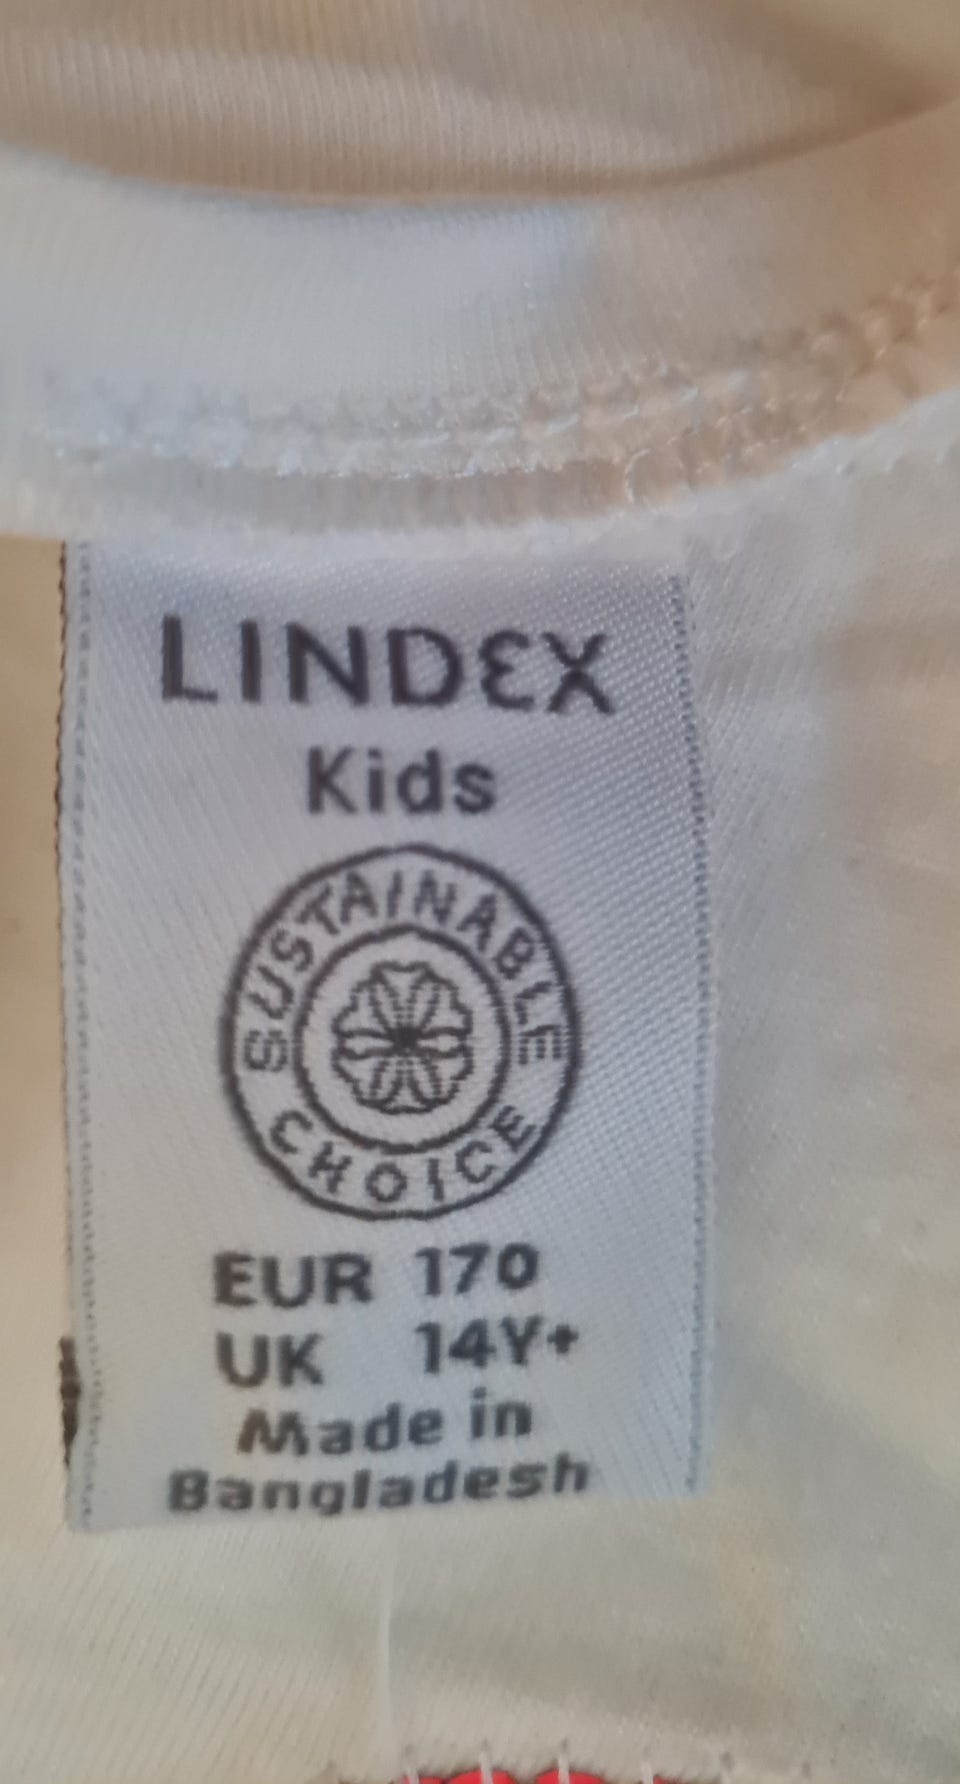 LINDEX
Kids
SUSTAINABLE
CHOICE
EUR 170
UK 14Y+
Made in
Bangladesh